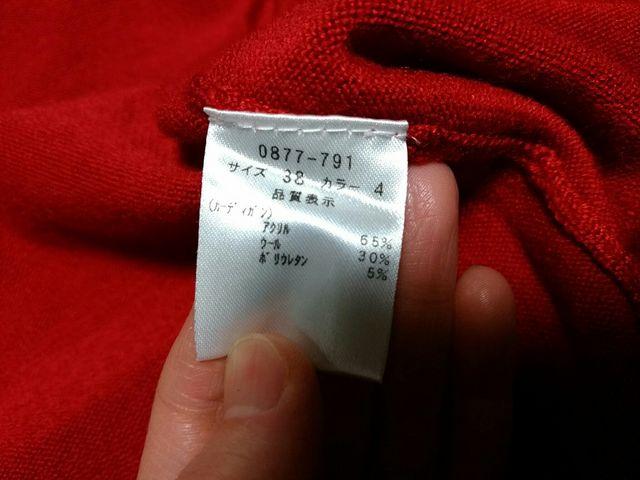 0877-791
サイズ 38 カラー 4
品質表示
(カーディガン)
アクリル 65%
ウール 30%
ポリウレタン 5%